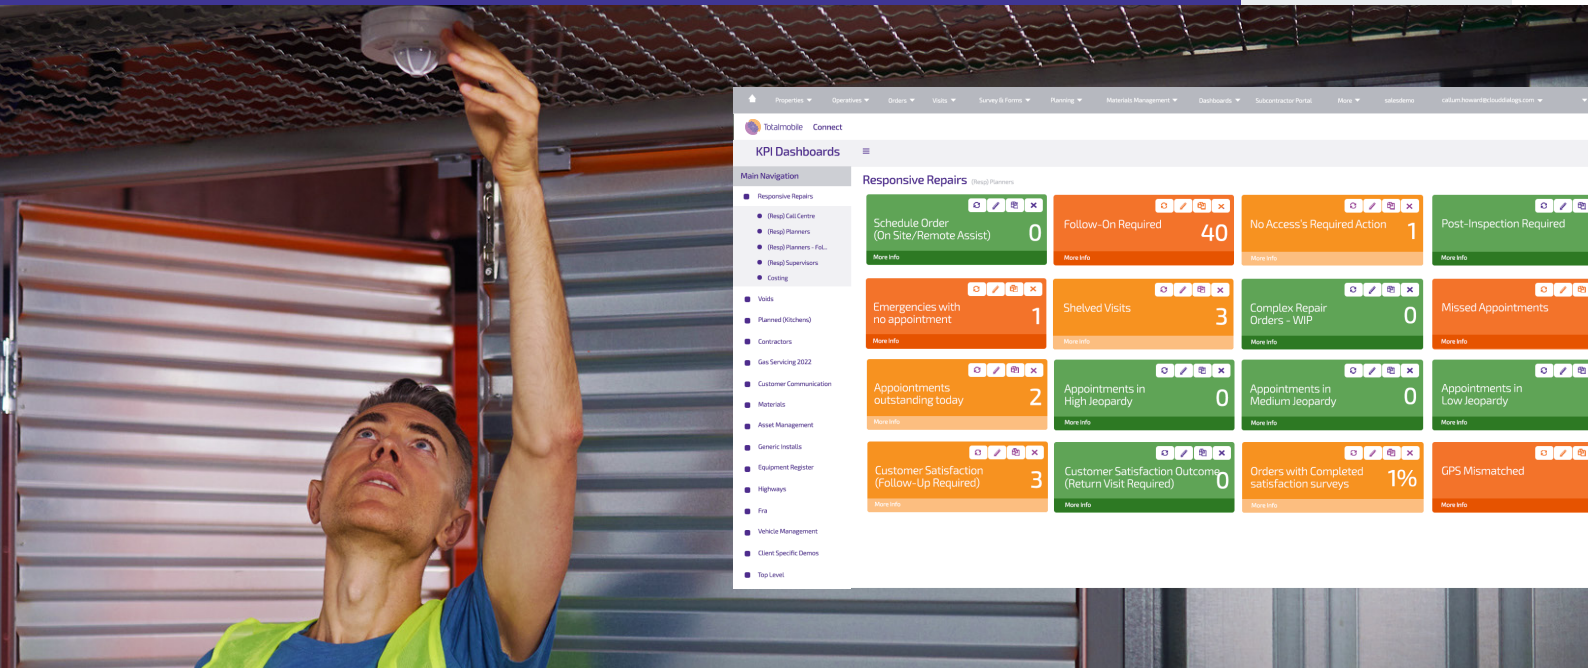 Properties
Operatives
Orders
Visits
Survey & Forms
Planning
Materials Management
Dashboards
Subcontractor Portal
More
salesdemo
callum.howard@clouddialogs.com
Totalmobile Connect
KPI Dashboards
Main Navigation
Responsive Repairs
(Resp) Call Centre
(Resp) Planners
(Resp) Planners - Fol...
(Resp) Supervisors
Costing
Voids
Planned (Kitchens)
Contractors
Gas Servicing 2022
Customer Communication
Materials
Asset Management
Generic Installs
Equipment Register
Highways
Fra
Vehicle Management
Client Specific Demos
Top Level
Responsive Repairs (Resp) Planners
Schedule Order
(On Site/Remote Assist)
0
More Info
Follow-On Required
40
More Info
No Access's Required Action
1
More Info
Post-Inspection Required
More Info
Emergencies with
no appointment
1
More Info
Shelved Visits
3
More Info
Complex Repair
Orders - WIP
0
More Info
Missed Appointments
More Info
Appoiontments
outstanding today
2
More Info
Appointments in
High Jeopardy
0
More Info
Appointments in
Medium Jeopardy
0
More Info
Appointments in
Low Jeopardy
More Info
Customer Satisfaction
(Follow-Up Required)
3
More Info
Customer Satisfaction Outcome
(Return Visit Required)
0
More Info
Orders with Completed
satisfaction surveys
1%
More Info
GPS Mismatched
More Info